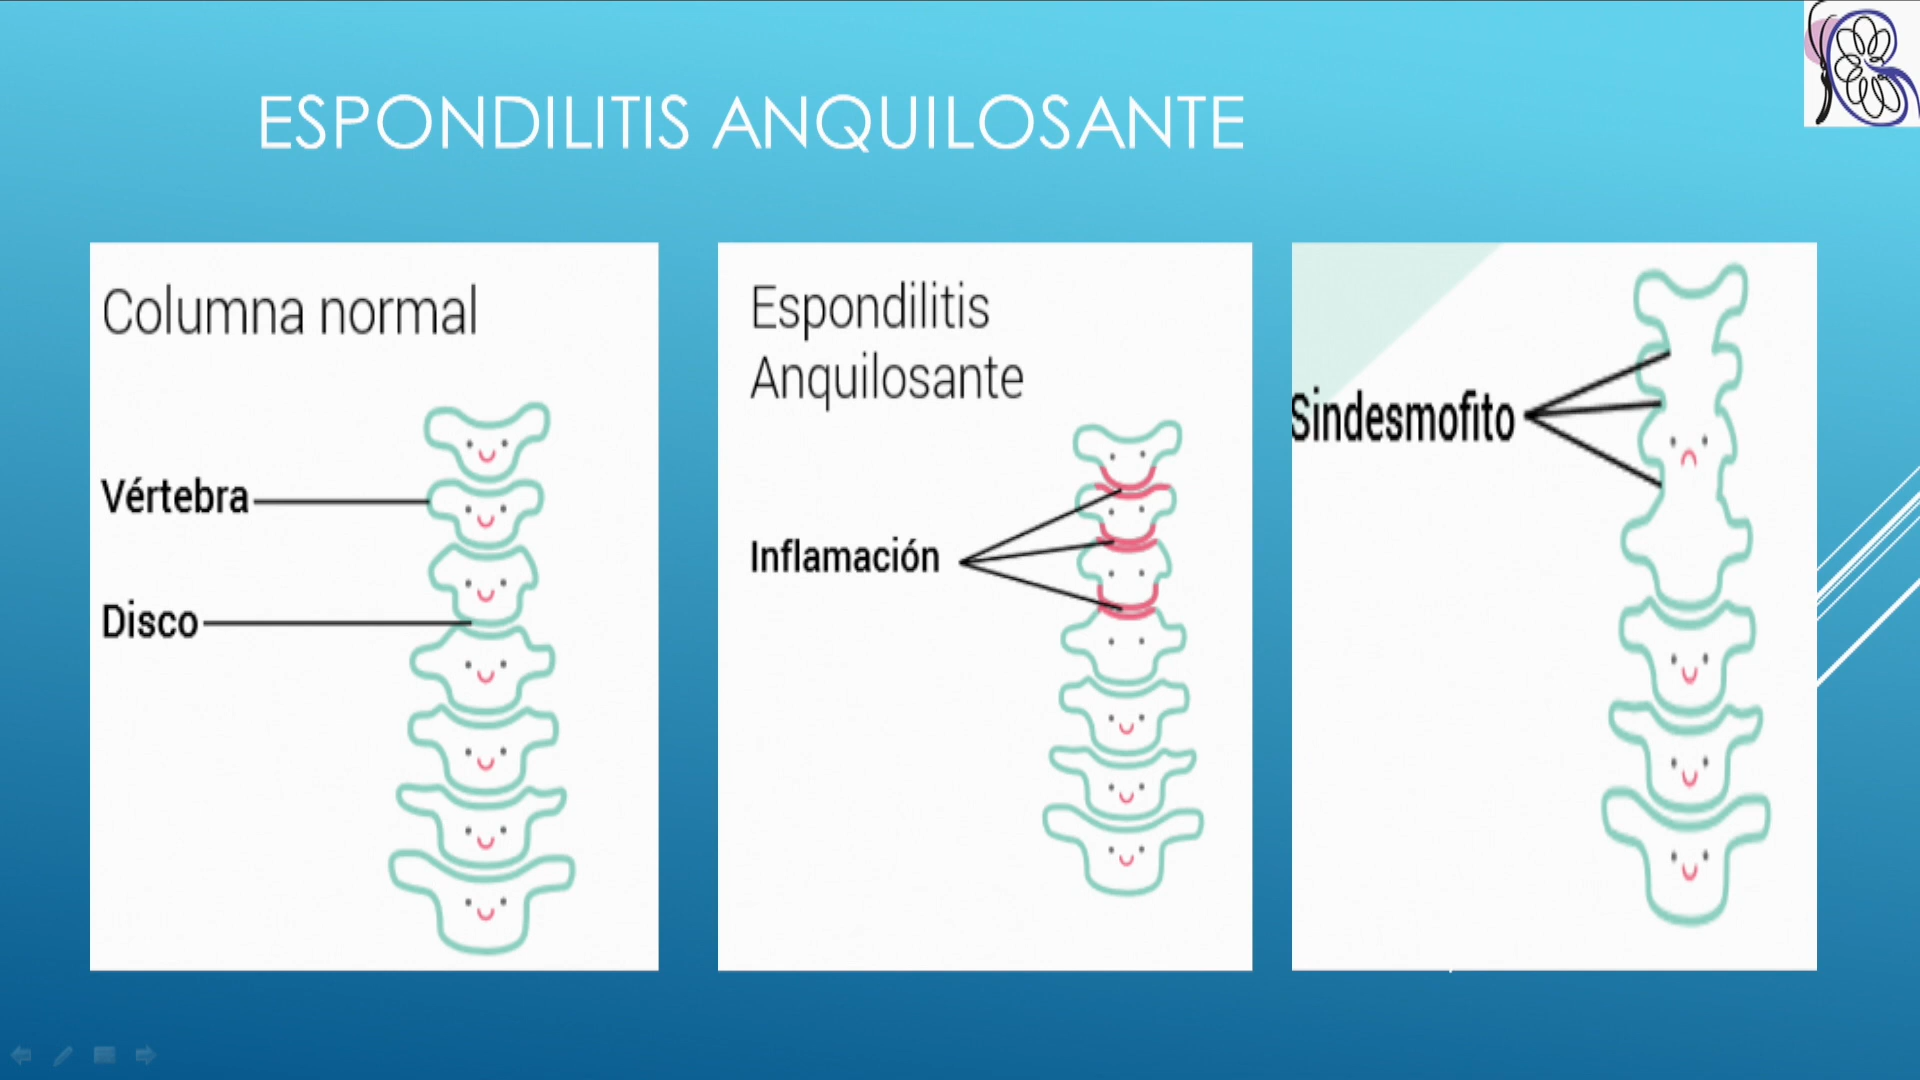 ESPONDILITIS ANQUILOSANTE
Columna normal
Vértebra
Disco
Espondilitis
Anquilosante
Inflamación
Sindesmofito